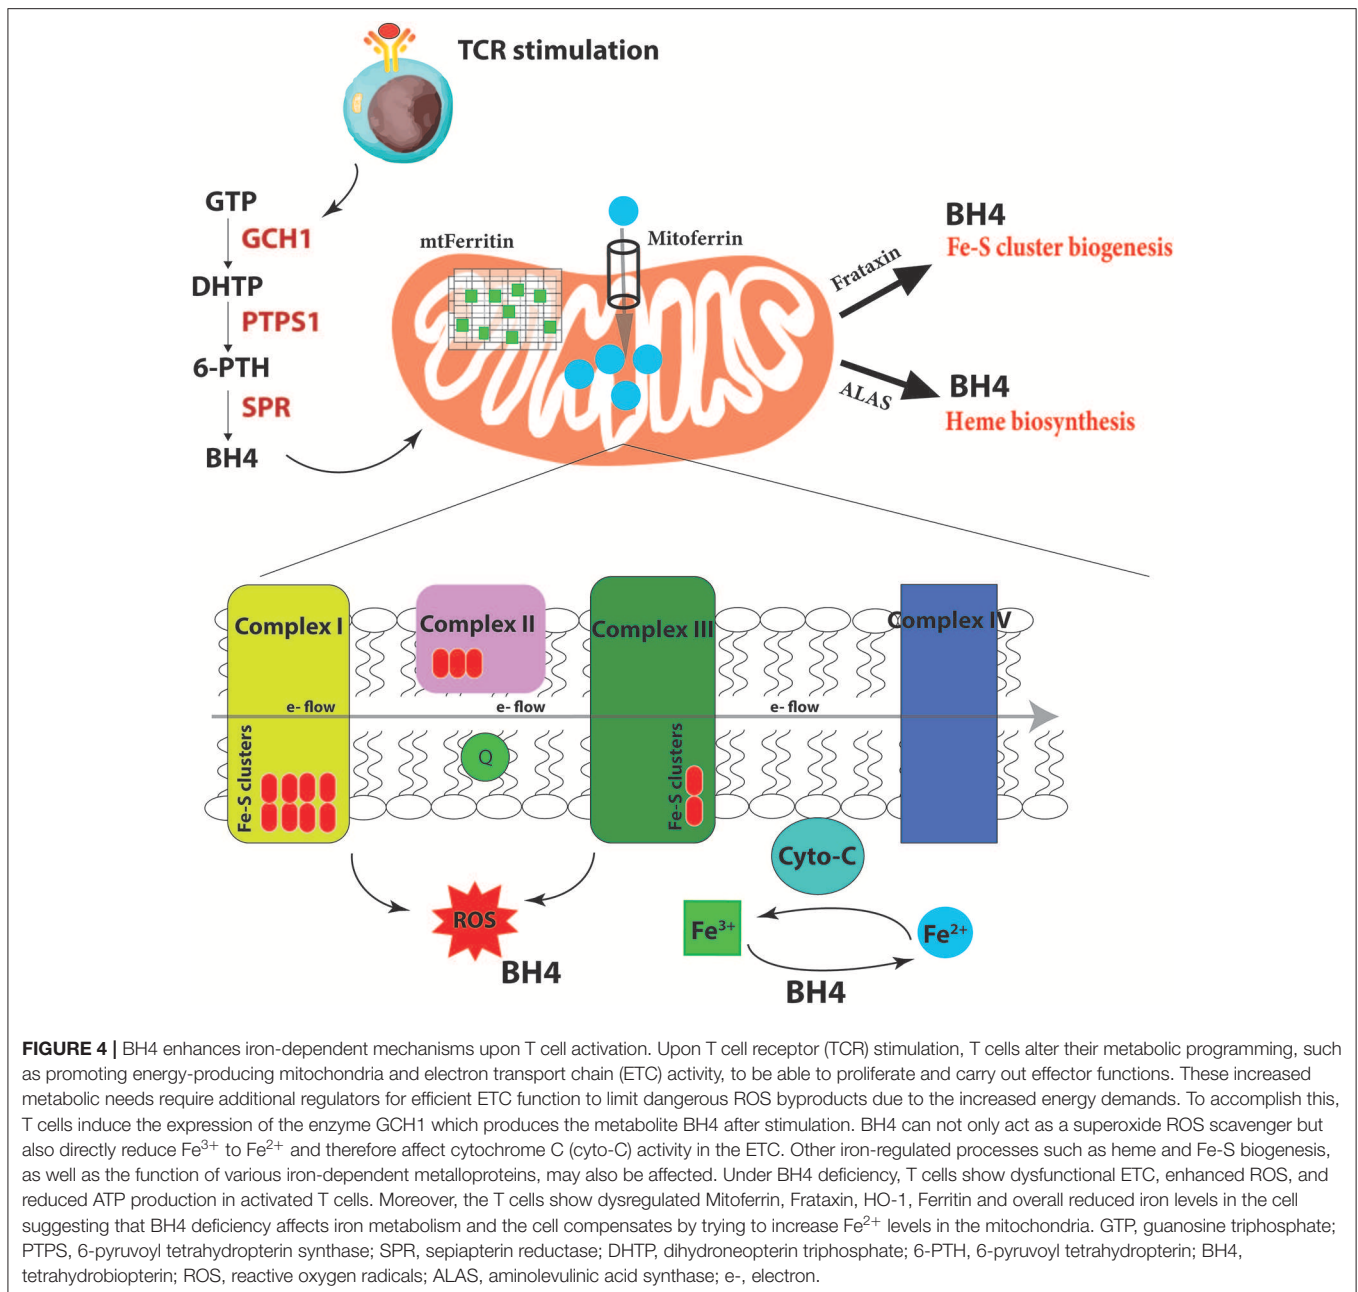 TCR stimulation
GTP
GCH1
DHTP
PTPS1
6-PTH
SPR
BH4
mtFerritin
Mitoferrin
Frataxin
BH4
Fe-S cluster biogenesis
ALAS
BH4
Heme biosynthesis
Complex I
Complex II
Complex III
Complex IV
e- flow
e- flow
e- flow
Fe-S clusters
Q
Fe-S clusters
Cyto-C
ROS
BH4
Fe³⁺
Fe²⁺
BH4
FIGURE 4 | BH4 enhances iron-dependent mechanisms upon T cell activation. Upon T cell receptor (TCR) stimulation, T cells alter their metabolic programming, such
as promoting energy-producing mitochondria and electron transport chain (ETC) activity, to be able to proliferate and carry out effector functions. These increased
metabolic needs require additional regulators for efficient ETC function to limit dangerous ROS byproducts due to the increased energy demands. To accomplish this,
T cells induce the expression of the enzyme GCH1 which produces the metabolite BH4 after stimulation. BH4 can not only act as a superoxide ROS scavenger but
also directly reduce Fe³⁺ to Fe²⁺ and therefore affect cytochrome C (cyto-C) activity in the ETC. Other iron-regulated processes such as heme and Fe-S biogenesis,
as well as the function of various iron-dependent metalloproteins, may also be affected. Under BH4 deficiency, T cells show dysfunctional ETC, enhanced ROS, and
reduced ATP production in activated T cells. Moreover, the T cells show dysregulated Mitoferrin, Frataxin, HO-1, Ferritin and overall reduced iron levels in the cell
suggesting that BH4 deficiency affects iron metabolism and the cell compensates by trying to increase Fe²⁺ levels in the mitochondria. GTP, guanosine triphosphate;
PTPS, 6-pyruvoyl tetrahydropterin synthase; SPR, sepiapterin reductase; DHTP, dihydroneopterin triphosphate; 6-PTH, 6-pyruvoyl tetrahydropterin; BH4,
tetrahydrobiopterin; ROS, reactive oxygen radicals; ALAS, aminolevulinic acid synthase; e-, electron.